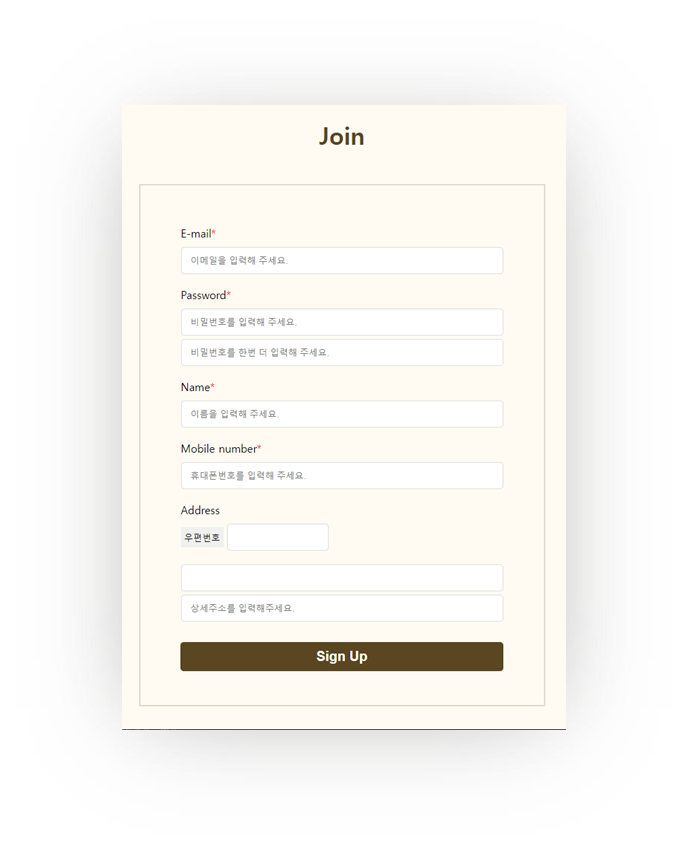 Join
E-mail*
이메일을 입력해 주세요.
Password*
비밀번호를 입력해 주세요.
비밀번호를 한번 더 입력해 주세요.
Name*
이름을 입력해 주세요.
Mobile number*
휴대폰번호를 입력해 주세요.
Address
우편번호
상세주소를 입력해주세요.
Sign Up